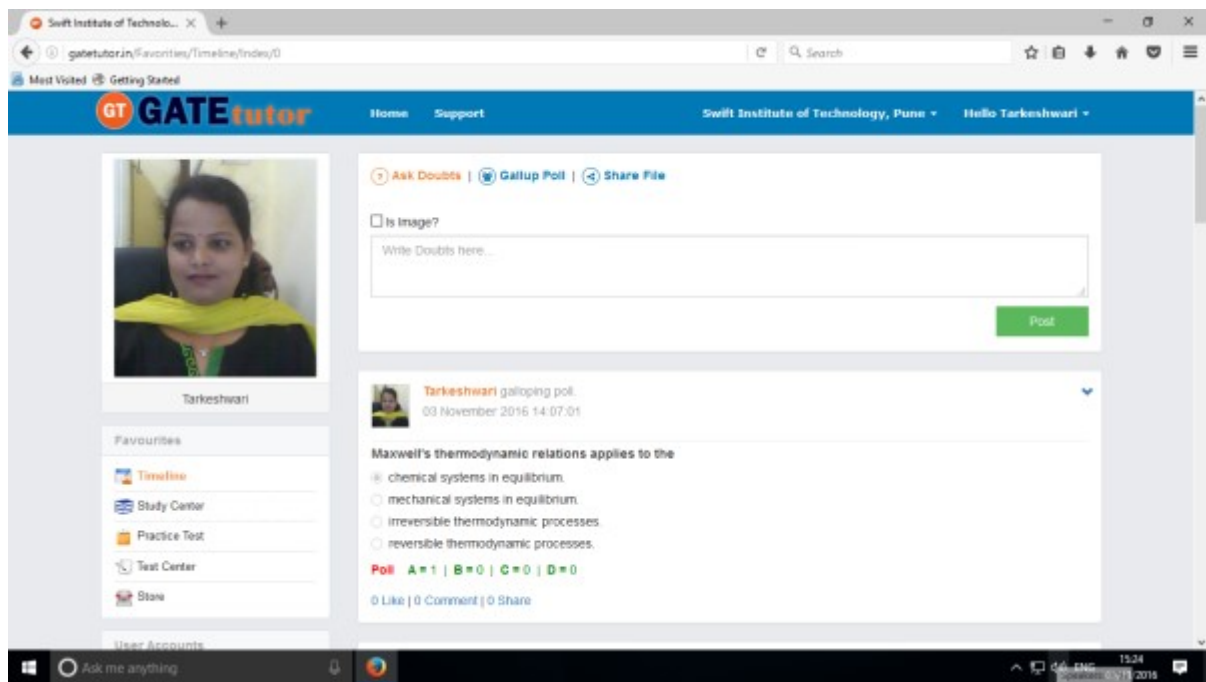 Swift Institute of Technolo...
gatetutor.in/Favorities/Timeline/Index/0
Search
Most Visited Getting Started
GT GATEtutor Home Support Swift Institute of Technology, Pune Hello Tarkeshwari
Ask Doubts | Gallup Poll | Share File
Is Image?
Write Doubts here...
Post
Tarkeshwari
Favourites
Timeline
Study Center
Practice Test
Test Center
Store
User Accounts
Tarkeshwari galloping poll.
03 November 2016 14:07:01
Maxwell's thermodynamic relations applies to the
chemical systems in equilibrium.
mechanical systems in equilibrium.
irreversible thermodynamic processes.
reversible thermodynamic processes.
Poll A = 1 | B = 0 | C = 0 | D = 0
0 Like | 0 Comment | 0 Share
Ask me anything
ENG
15:24
2016